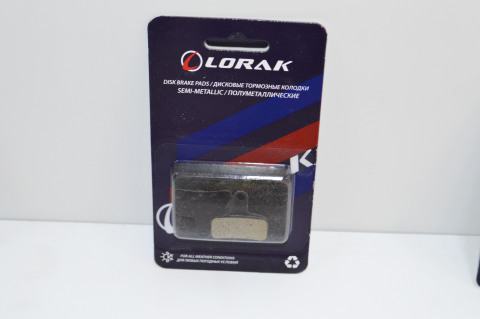 LORAK
DISK BRAKE PADS / ДИСКОВЫЕ ТОРМОЗНЫЕ КОЛОДКИ
SEMI-METALLIC / ПОЛУМЕТАЛЛИЧЕСКИЕ
K
FOR ALL WEATHER CONDITIONS
ДЛЯ ЛЮБЫХ ПОГОДНЫХ УСЛОВИЙ